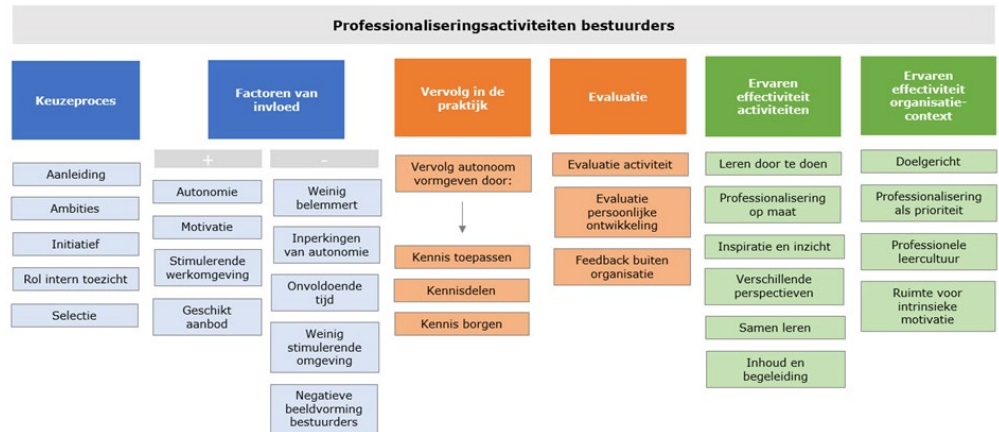 Professionaliseringsactiviteiten bestuurders
Keuzeproces
Aanleiding
Ambities
Initiatief
Rol intern toezicht
Selectie
Factoren van
invloed
+
Autonomie
Motivatie
Stimulerende
werkomgeving
Geschikt
aanbod
-
Weinig
belemmert
Inperkingen
van autonomie
Onvoldoende
tijd
Weinig
stimulerende
omgeving
Negatieve
beeldvorming
bestuurders
Vervolg in de
praktijk
Vervolg autonoom
vormgeven door:
Kennis toepassen
Kennisdelen
Kennis borgen
Evaluatie
Evaluatie activiteit
Evaluatie
persoonlijke
ontwikkeling
Feedback buiten
organisatie
Ervaren
effectiviteit
activiteiten
Leren door te doen
Professionalisering
op maat
Inspiratie en inzicht
Verschillende
perspectieven
Samen leren
Inhoud en
begeleiding
Ervaren
effectiviteit
organisatie-
context
Doelgericht
Professionalisering
als prioriteit
Professionele
leercultuur
Ruimte voor
intrinsieke
motivatie